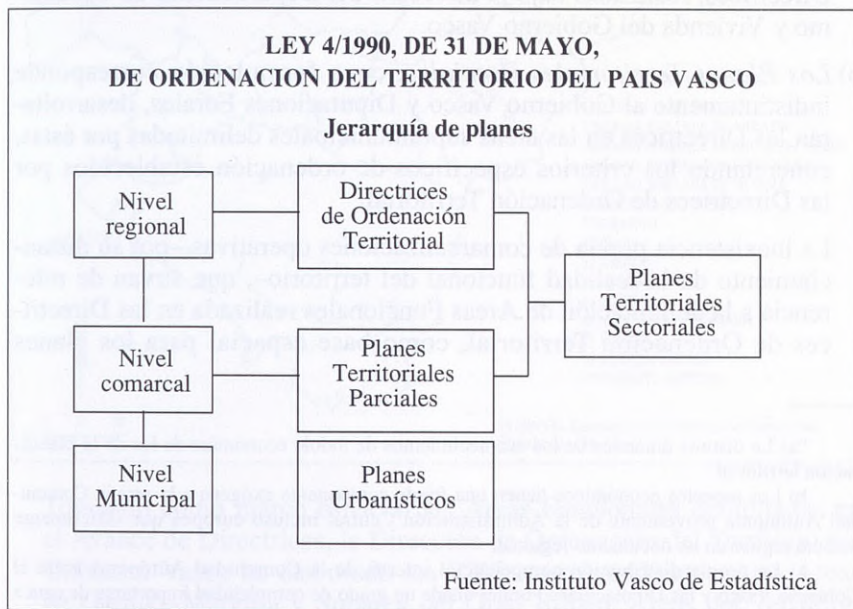 LEY 4/1990, DE 31 DE MAYO,
DE ORDENACION DEL TERRITORIO DEL PAIS VASCO
Jerarquía de planes
Nivel
regional
Directrices
de Ordenación
Territorial
Planes
Territoriales
Sectoriales
Nivel
comarcal
Planes
Territoriales
Parciales
Nivel
Municipal
Planes
Urbanísticos
Fuente: Instituto Vasco de Estadística